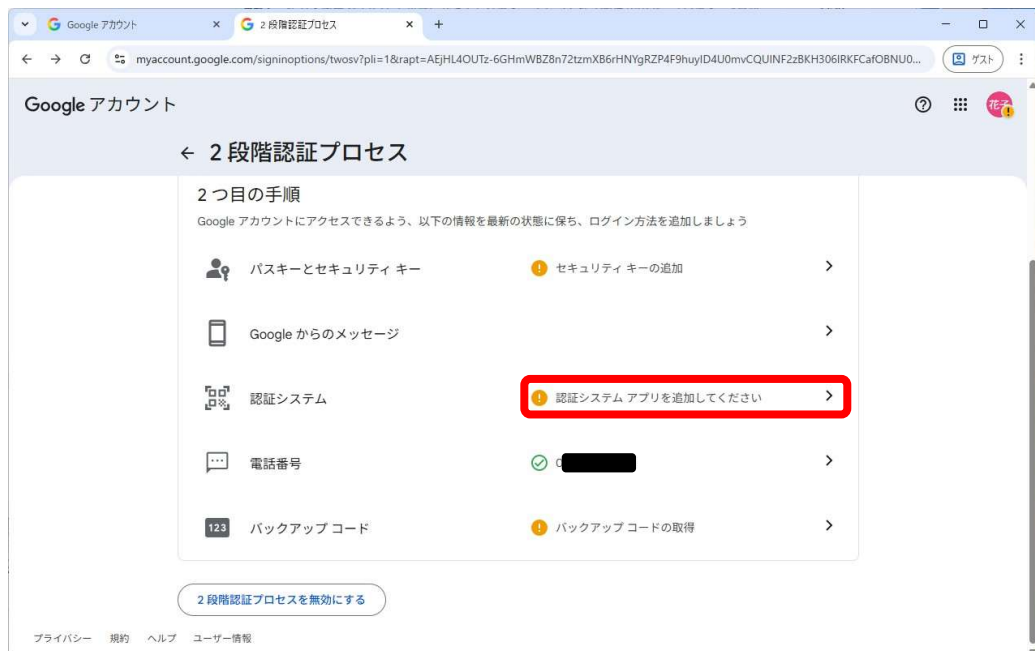 Google アカウント
2 段階認証プロセス
myaccount.google.com/signinoptions/twosv?pli=1&rapt=AEjHL4OUTz-6GHmWBZ8n72tzmXB6rHNYgRZP4F9huyID4U0mvCQUINF2zBKH306IRKFCafOBNU0...
ゲスト
Google アカウント
花子
2 段階認証プロセス
2 つ目の手順
Google アカウントにアクセスできるよう、以下の情報を最新の状態に保ち、ログイン方法を追加しましょう
パスキーとセキュリティ キー
セキュリティ キーの追加
Google からのメッセージ
認証システム
認証システム アプリを追加してください
電話番号
0
123
バックアップ コード
バックアップ コードの取得
2 段階認証プロセスを無効にする
プライバシー 規約 ヘルプ ユーザー情報